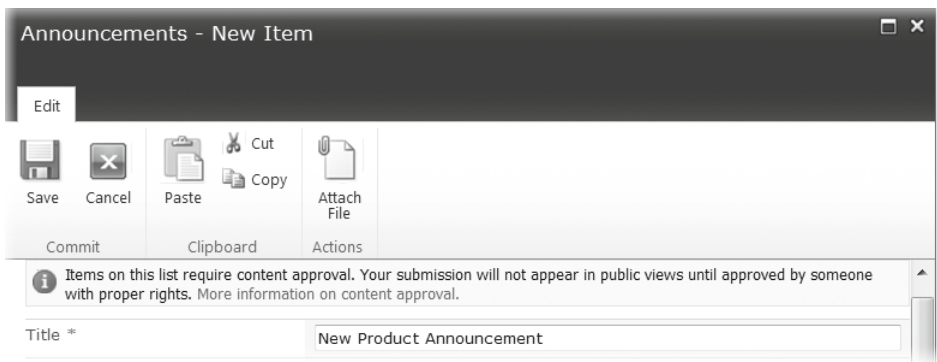 Announcements - New Item
Edit
Save
Cancel
Paste
Cut
Copy
Attach
File
Commit
Clipboard
Actions
Items on this list require content approval. Your submission will not appear in public views until approved by someone
with proper rights. More information on content approval.
Title *
New Product Announcement